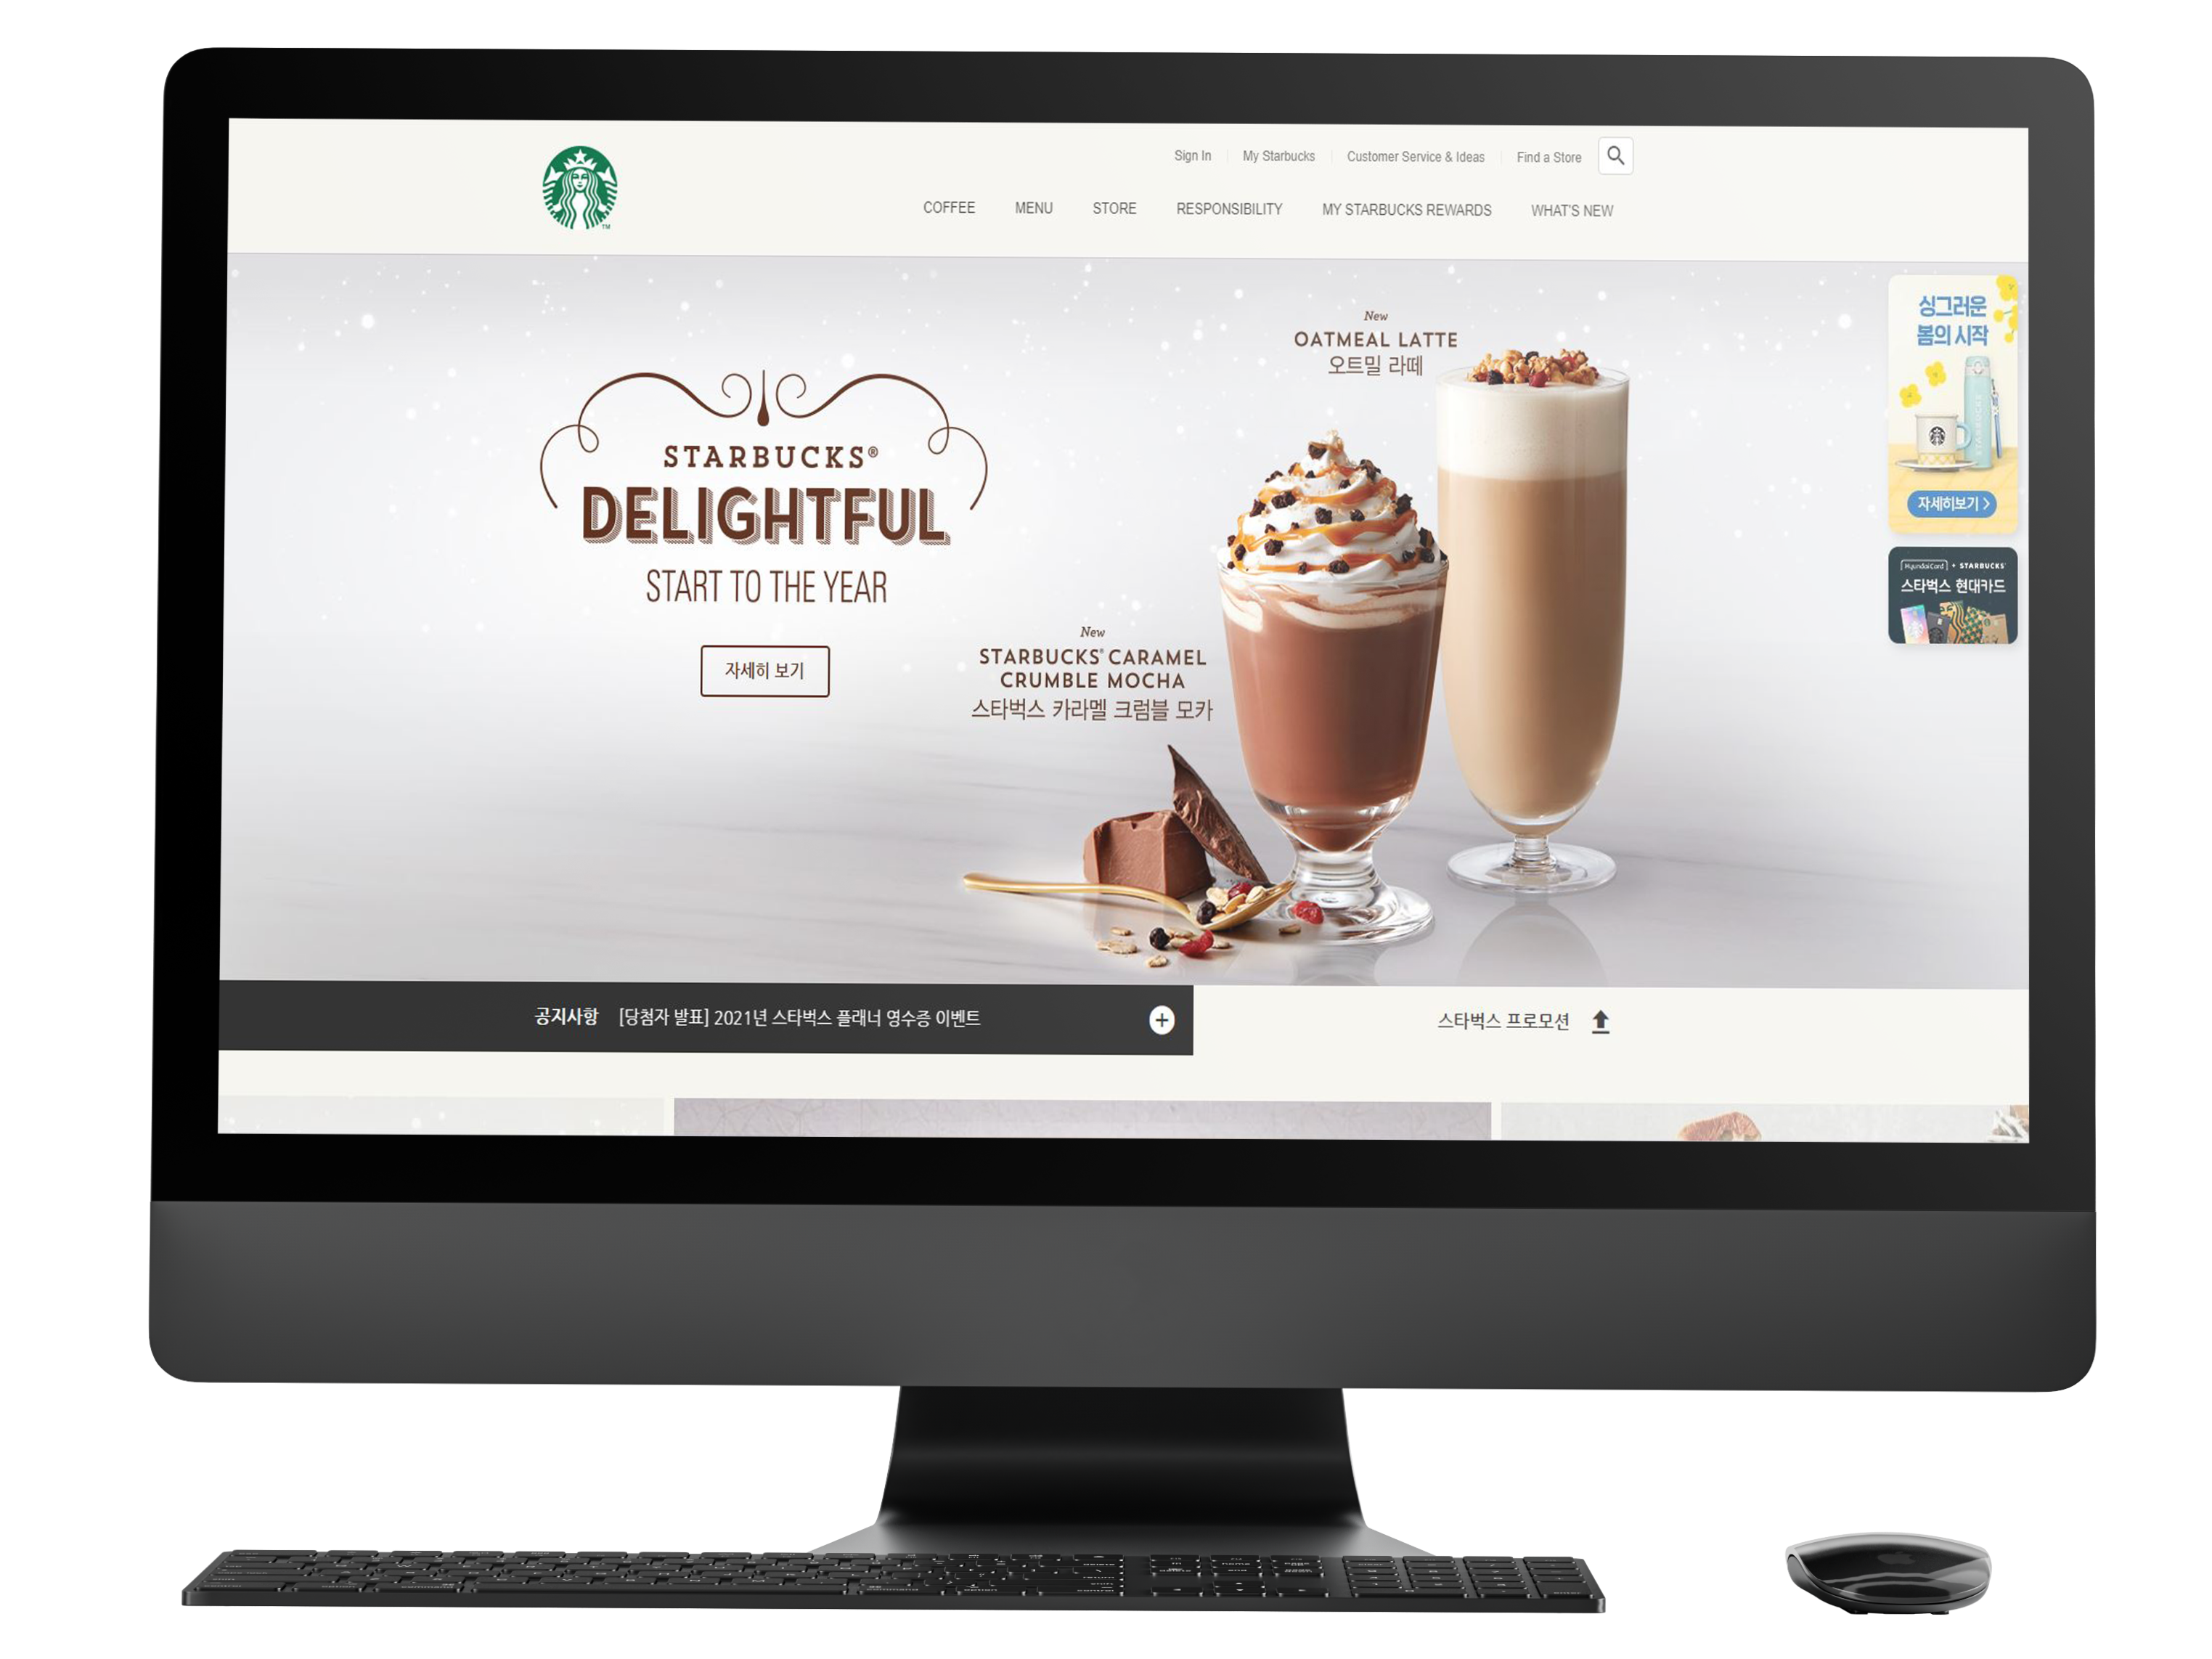 Sign In
My Starbucks
Customer Service & Ideas
Find a Store
COFFEE
MENU
STORE
RESPONSIBILITY
MY STARBUCKS REWARDS
WHAT'S NEW
TM
STARBUCKS®
DELIGHTFUL
START TO THE YEAR
자세히 보기
New
OATMEAL LATTE
오트밀 라떼
New
STARBUCKS® CARAMEL
CRUMBLE MOCHA
스타벅스 카라멜 크럼블 모카
싱그러운
봄의 시작
STARBUCKS
자세히보기 >
HyundaiCard + STARBUCKS
스타벅스 현대카드
공지사항 [당첨자 발표] 2021년 스타벅스 플래너 영수증 이벤트
스타벅스 프로모션